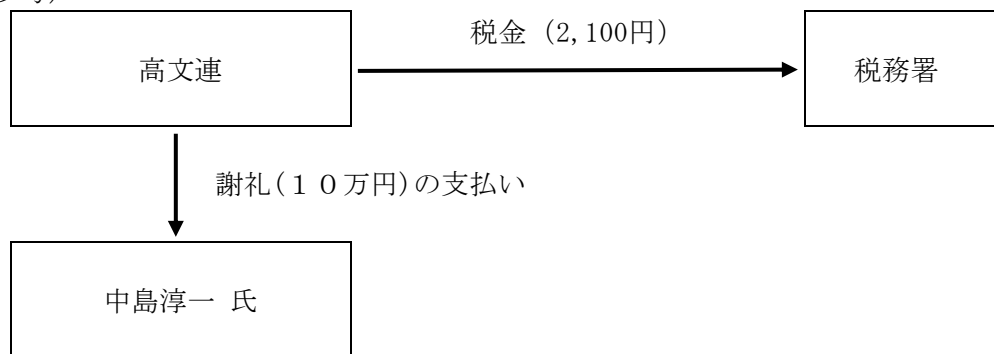 税金 (2,100円)
高文連
税務署
謝礼(１０万円)の支払い
中島淳一 氏